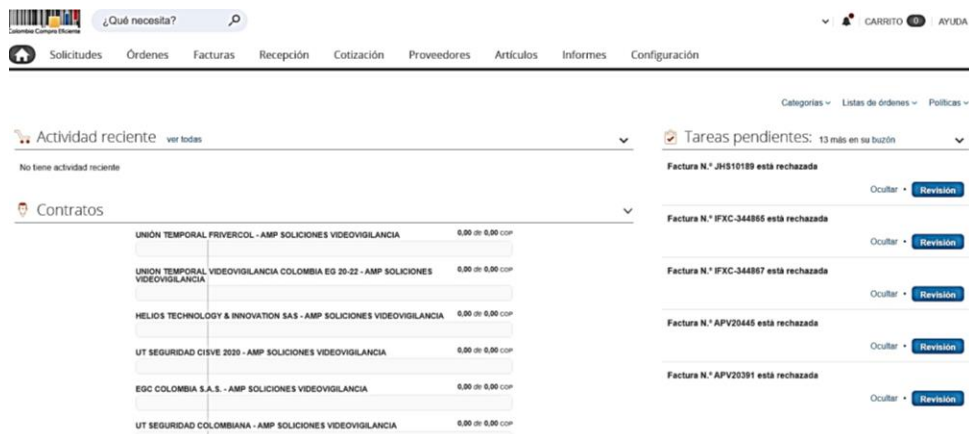 Colombia Compra Eficiente
¿Qué necesita?
CARRITO 0
AYUDA
Solicitudes Órdenes Facturas Recepción Cotización Proveedores Artículos Informes Configuración
Categorías Listas de órdenes Políticas
Actividad reciente ver todas
No tiene actividad reciente
Contratos
UNIÓN TEMPORAL FRIVERCOL - AMP SOLICIONES VIDEOVIGILANCIA 0,00 de 0,00 COP
UNION TEMPORAL VIDEOVIGILANCIA COLOMBIA EG 20-22 - AMP SOLICIONES 0,00 de 0,00 COP
VIDEOVIGILANCIA
HELIOS TECHNOLOGY & INNOVATION SAS - AMP SOLICIONES VIDEOVIGILANCIA 0,00 de 0,00 COP
UT SEGURIDAD CISVE 2020 - AMP SOLICIONES VIDEOVIGILANCIA 0,00 de 0,00 COP
EGC COLOMBIA S.A.S. - AMP SOLICIONES VIDEOVIGILANCIA 0,00 de 0,00 COP
UT SEGURIDAD COLOMBIANA - AMP SOLICIONES VIDEOVIGILANCIA 0,00 de 0,00 COP
Tareas pendientes: 13 más en su buzón
Factura N.º JHS10189 está rechazada
Ocultar • Revisión
Factura N.º IFXC-344865 está rechazada
Ocultar • Revisión
Factura N.º IFXC-344867 está rechazada
Ocultar • Revisión
Factura N.º APV20445 está rechazada
Ocultar • Revisión
Factura N.º APV20391 está rechazada
Ocultar • Revisión